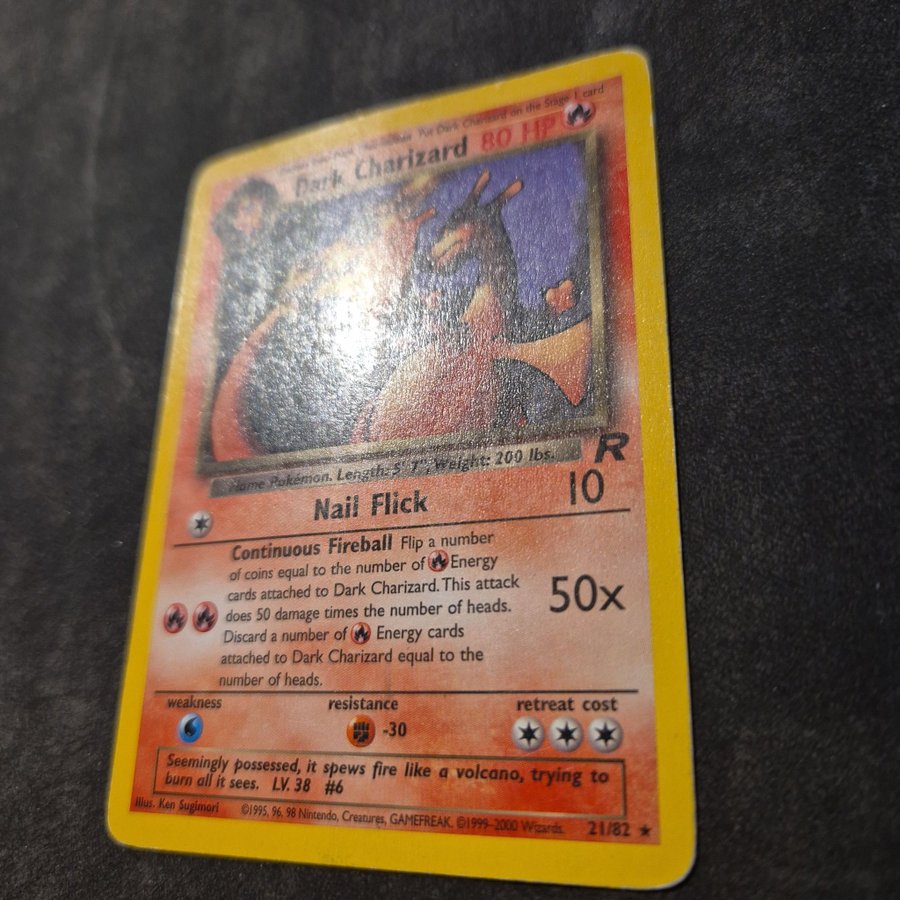 Put Dark Charizard on the Stage 1 card
Dark Charizard 80 HP
Flame Pokémon. Length: 5' 7", Weight: 200 lbs.
R
Nail Flick 10
Continuous Fireball Flip a number
of coins equal to the number of Energy
cards attached to Dark Charizard. This attack
does 50 damage times the number of heads.
Discard a number of Energy cards
attached to Dark Charizard equal to the
number of heads.
50x
weakness resistance retreat cost
-30
Seemingly possessed, it spews fire like a volcano, trying to
burn all it sees. LV. 38 #6
Illus. Ken Sugimori ©1995, 96, 98 Nintendo, Creatures, GAMEFREAK. ©1999-2000 Wizards. 21/82